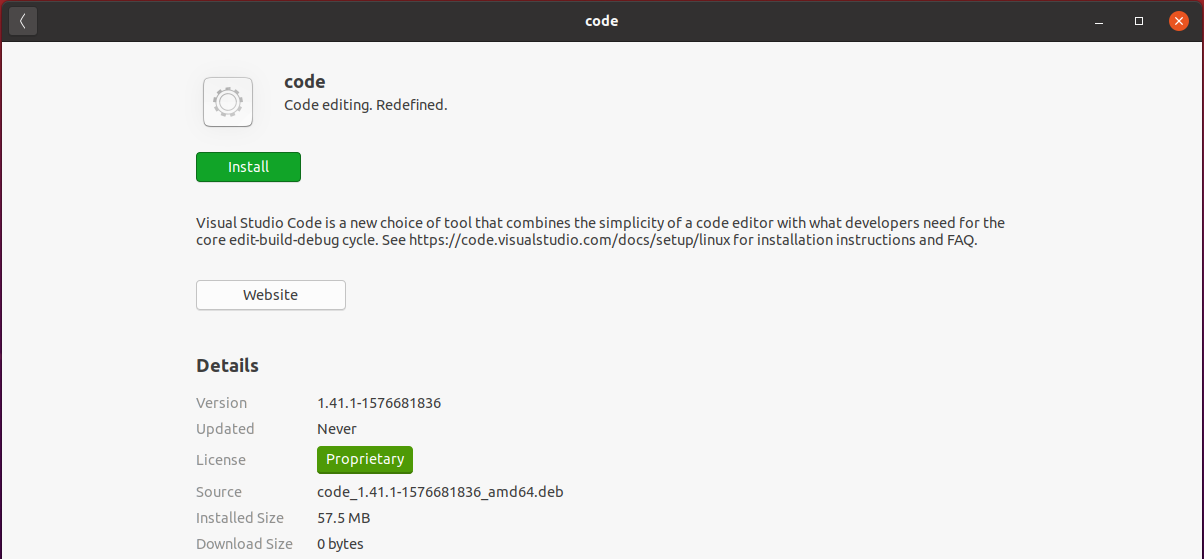 code
code
Code editing. Redefined.
Install
Visual Studio Code is a new choice of tool that combines the simplicity of a code editor with what developers need for the
core edit-build-debug cycle. See https://code.visualstudio.com/docs/setup/linux for installation instructions and FAQ.
Website
Details
Version 1.41.1-1576681836
Updated Never
License Proprietary
Source code_1.41.1-1576681836_amd64.deb
Installed Size 57.5 MB
Download Size 0 bytes